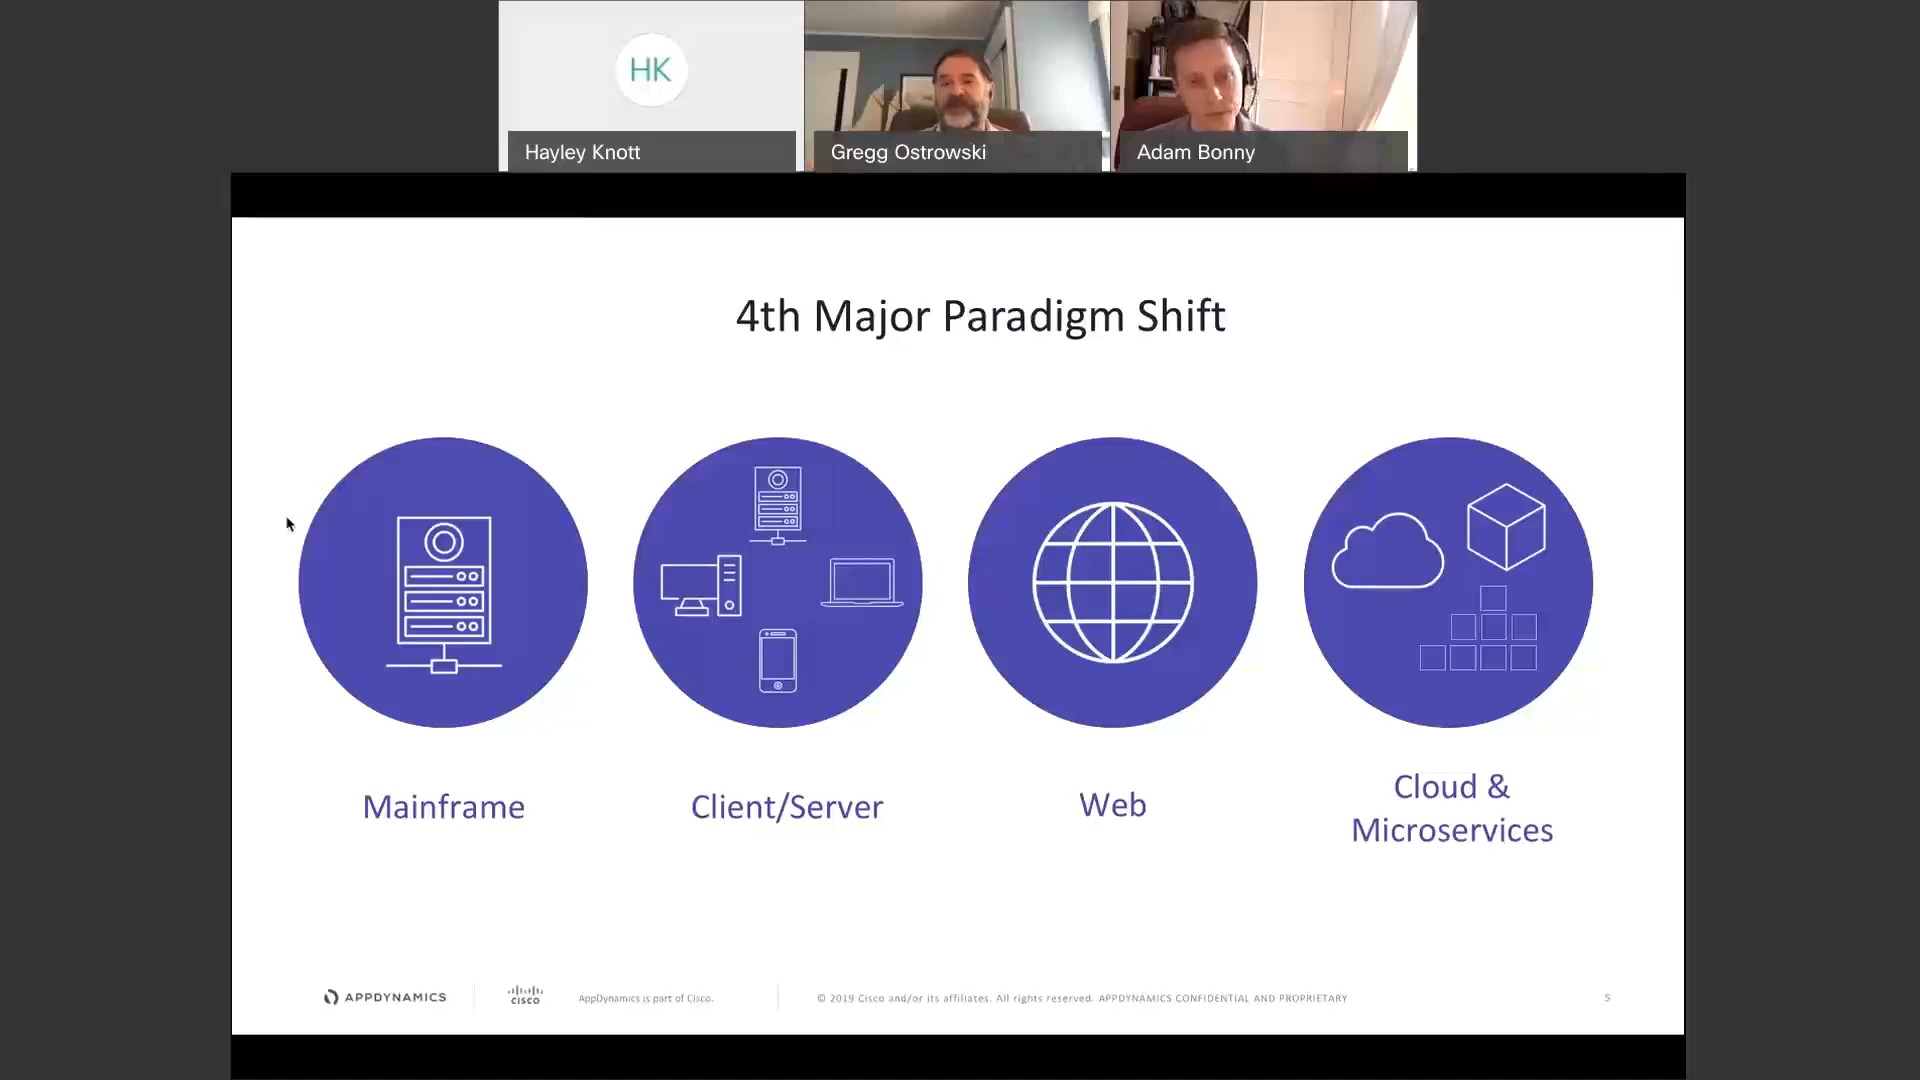 HK
Hayley Knott
Gregg Ostrowski
Adam Bonny
4th Major Paradigm Shift
Mainframe
Client/Server
Web
Cloud &
Microservices
APPDYNAMICS
CISCO
AppDynamics is part of Cisco.
© 2019 Cisco and/or its affiliates. All rights reserved. APPDYNAMICS CONFIDENTIAL AND PROPRIETARY
5